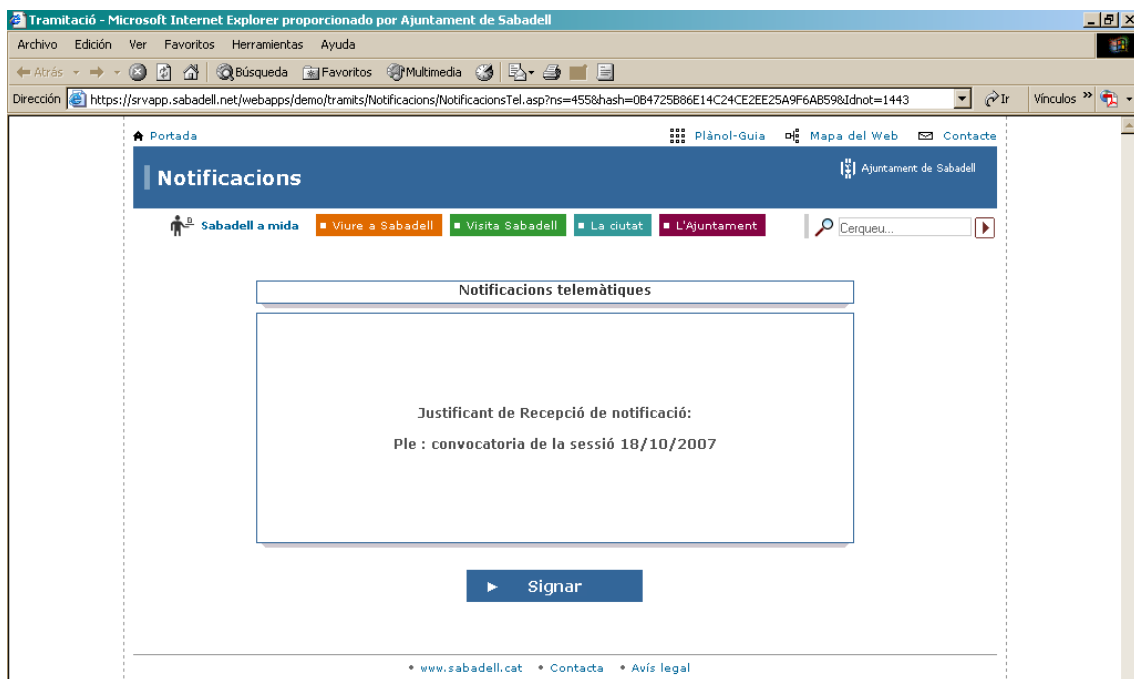 Tramitació - Microsoft Internet Explorer proporcionado por Ajuntament de Sabadell
Archivo Edición Ver Favoritos Herramientas Ayuda
Atrás Búsqueda Favoritos Multimedia
Dirección https://srvapp.sabadell.net/webapps/demo/tramits/Notificacions/NotificacionsTel.asp?ns=455&hash=0B4725B86E14C24CE2EE25A9F6AB59&Idnot=1443 Ir Vínculos »
Portada Plànol-Guia Mapa del Web Contacte
Notificacions Ajuntament de Sabadell
Sabadell a mida Viure a Sabadell Visita Sabadell La ciutat L'Ajuntament Cerqueu...
Notificacions telemàtiques
Justificant de Recepció de notificació:
Ple : convocatoria de la sessió 18/10/2007
Signar
• www.sabadell.cat • Contacta • Avís legal